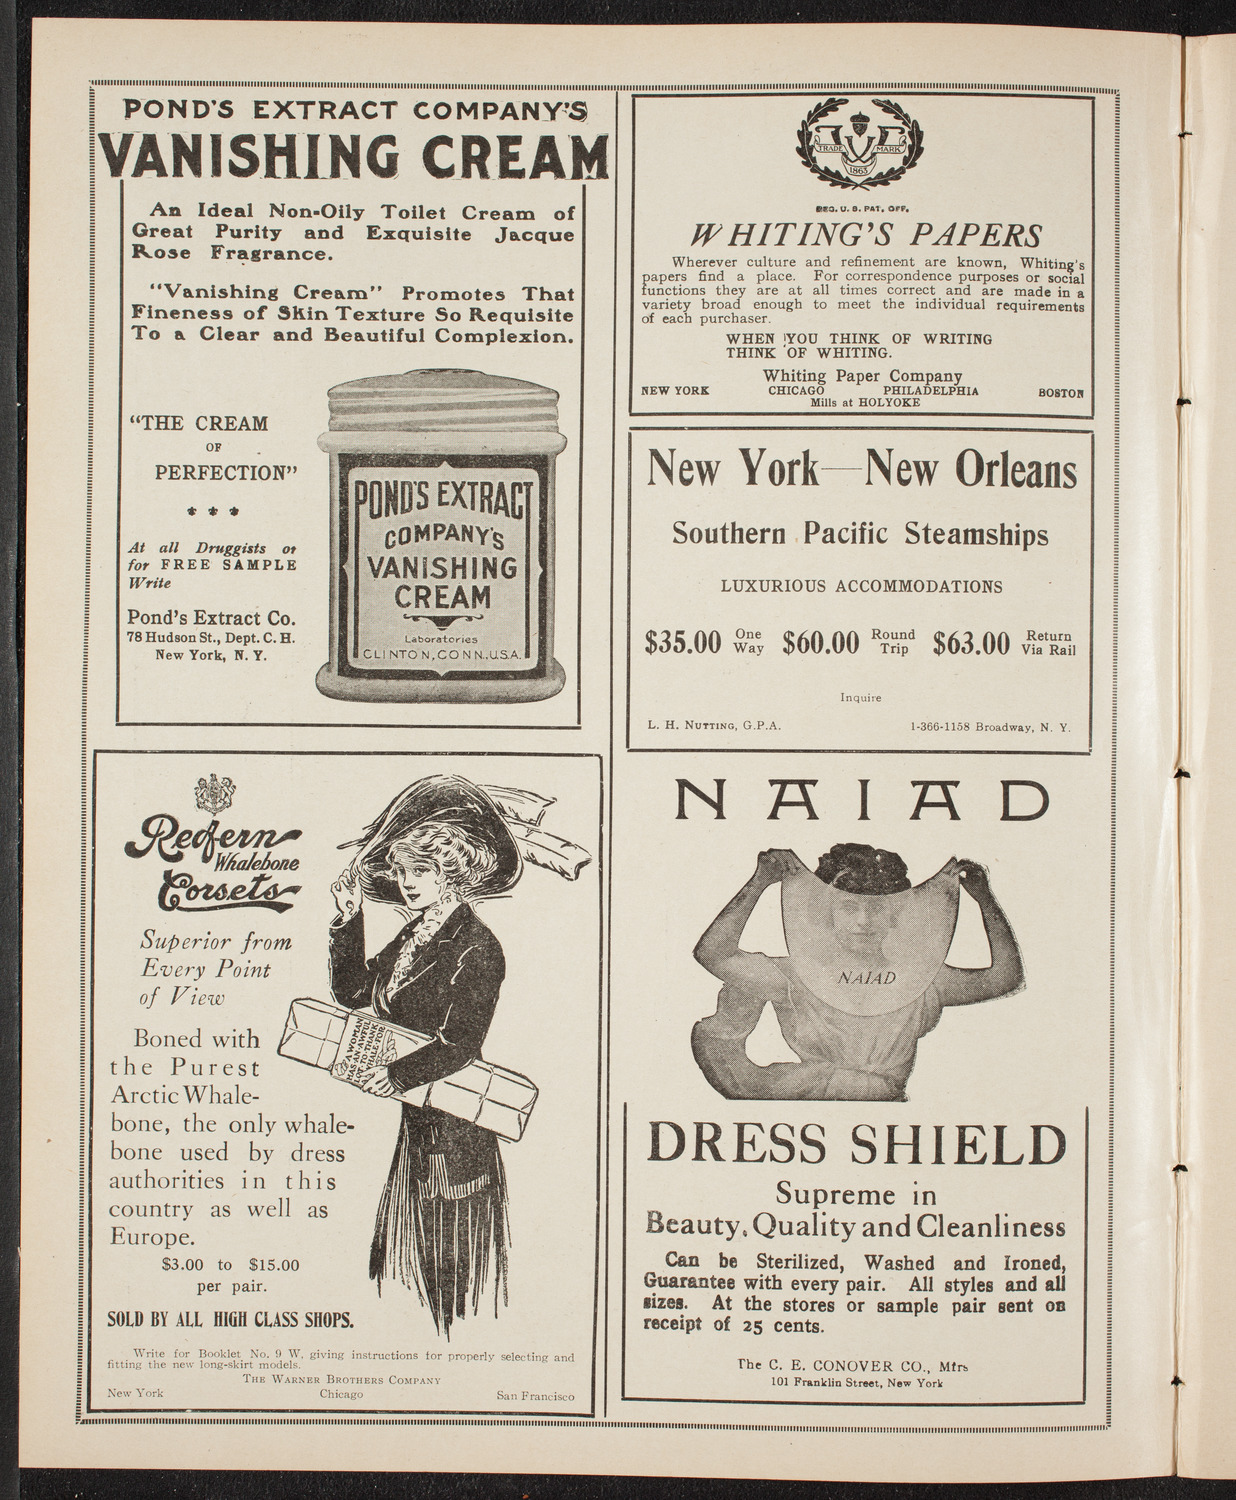 POND'S EXTRACT COMPANY'S
VANISHING CREAM
An Ideal Non-Oily Toilet Cream of
Great Purity and Exquisite Jacque
Rose Fragrance.
"Vanishing Cream" Promotes That
Fineness of Skin Texture So Requisite
To a Clear and Beautiful Complexion.
"THE CREAM
OF
PERFECTION"
* * *
At all Druggists or
for FREE SAMPLE
Write
Pond's Extract Co.
78 Hudson St., Dept. C. H.
New York, N. Y.
POND'S EXTRACT
COMPANY'S
VANISHING
CREAM
Laboratories
CLINTON, CONN., U.S.A.
Redfern
Whalebone
Corsets
Superior from
Every Point
of View
Boned with
the Purest
Arctic Whale-
bone, the only whale-
bone used by dress
authorities in this
country as well as
Europe.
$3.00 to $15.00
per pair.
SOLD BY ALL HIGH CLASS SHOPS.
A WOMAN
HAS AN AWFUL
LOT TO THANK
A WHALE FOR
Write for Booklet No. 9 W, giving instructions for properly selecting and
fitting the new long-skirt models.
THE WARNER BROTHERS COMPANY
New York Chicago San Francisco
TRADE MARK
1863
REG. U. S. PAT. OFF.
WHITING'S PAPERS
Wherever culture and refinement are known, Whiting's
papers find a place. For correspondence purposes or social
functions they are at all times correct and are made in a
variety broad enough to meet the individual requirements
of each purchaser.
WHEN YOU THINK OF WRITING
THINK OF WHITING.
Whiting Paper Company
NEW YORK CHICAGO PHILADELPHIA BOSTON
Mills at HOLYOKE
New York—New Orleans
Southern Pacific Steamships
LUXURIOUS ACCOMMODATIONS
$35.00 One Way $60.00 Round Trip $63.00 Return Via Rail
Inquire
L. H. NUTTING, G.P.A. 1-366-1158 Broadway, N. Y.
NAIAD
NAIAD
DRESS SHIELD
Supreme in
Beauty, Quality and Cleanliness
Can be Sterilized, Washed and Ironed,
Guarantee with every pair. All styles and all
sizes. At the stores or sample pair sent on
receipt of 25 cents.
The C. E. CONOVER CO., Mfrs
101 Franklin Street, New York